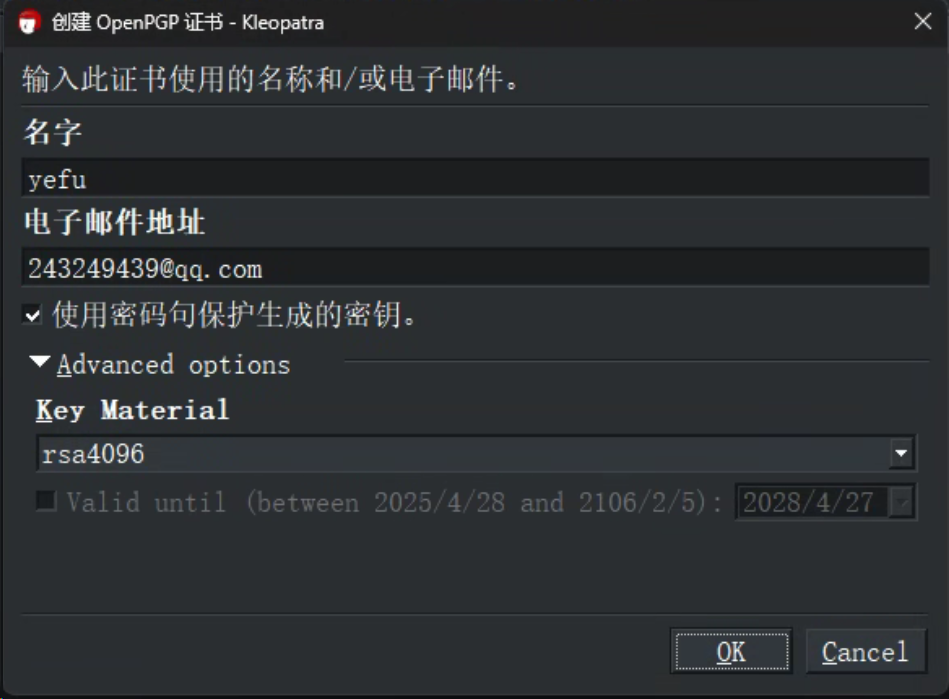 创建 OpenPGP 证书 - Kleopatra
输入此证书使用的名称和/或电子邮件。
名字
yefu
电子邮件地址
243249439@qq.com
使用密码句保护生成的密钥。
Advanced options
Key Material
rsa4096
Valid until (between 2025/4/28 and 2106/2/5): 2028/4/27
OK Cancel